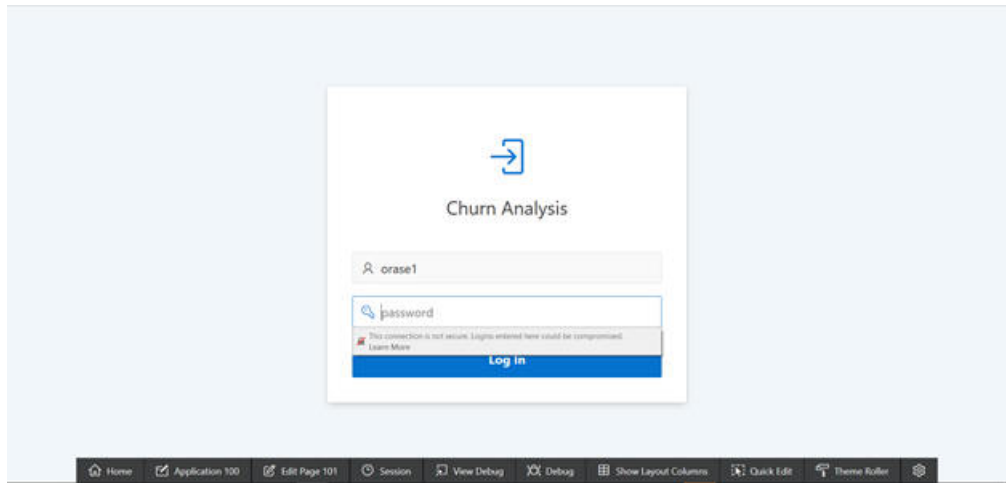 Churn Analysis
orase1
password
This connection is not secure. Logins entered here could be compromised.
Learn More
Log In
Home Application 100 Edit Page 101 Session View Debug Debug Show Layout Columns Quick Edit Theme Roller